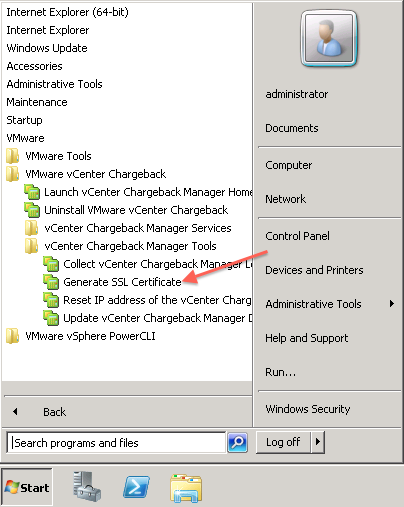 Internet Explorer (64-bit)
Internet Explorer
Windows Update
Accessories
Administrative Tools
Maintenance
Startup
VMware
VMware Tools
VMware vCenter Chargeback
Launch vCenter Chargeback Manager Home
Uninstall VMware vCenter Chargeback
vCenter Chargeback Manager Services
vCenter Chargeback Manager Tools
Collect vCenter Chargeback Manager L
Generate SSL Certificate
Reset IP address of the vCenter Charg
Update vCenter Chargeback Manager D
VMware vSphere PowerCLI
Back
Search programs and files
administrator
Documents
Computer
Network
Control Panel
Devices and Printers
Administrative Tools
Help and Support
Run...
Windows Security
Log off
Start